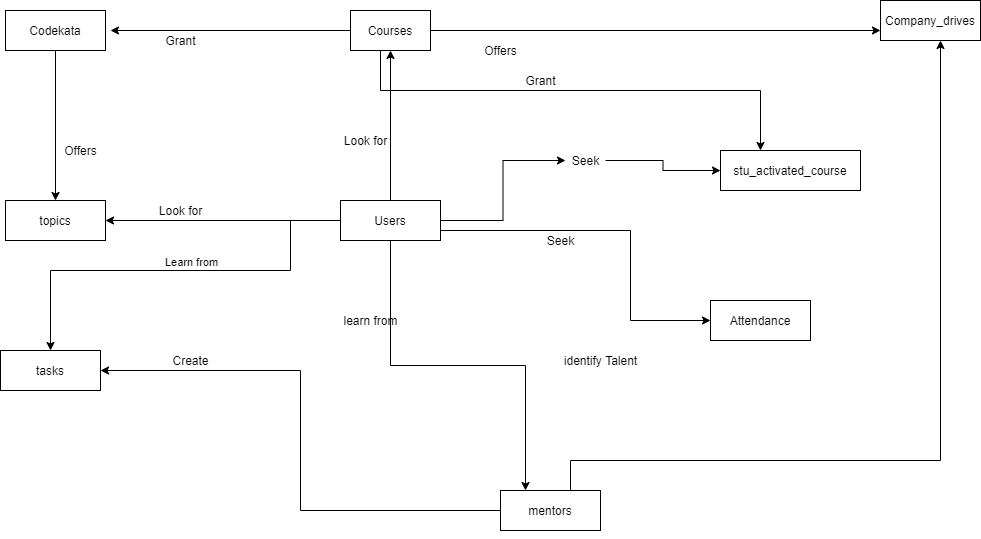 Codekata
Courses
Company_drives
Grant
Offers
Grant
Look for
Offers
Seek
stu_activated_course
topics
Look for
Users
Seek
Learn from
learn from
Attendance
identify Talent
tasks
Create
mentors